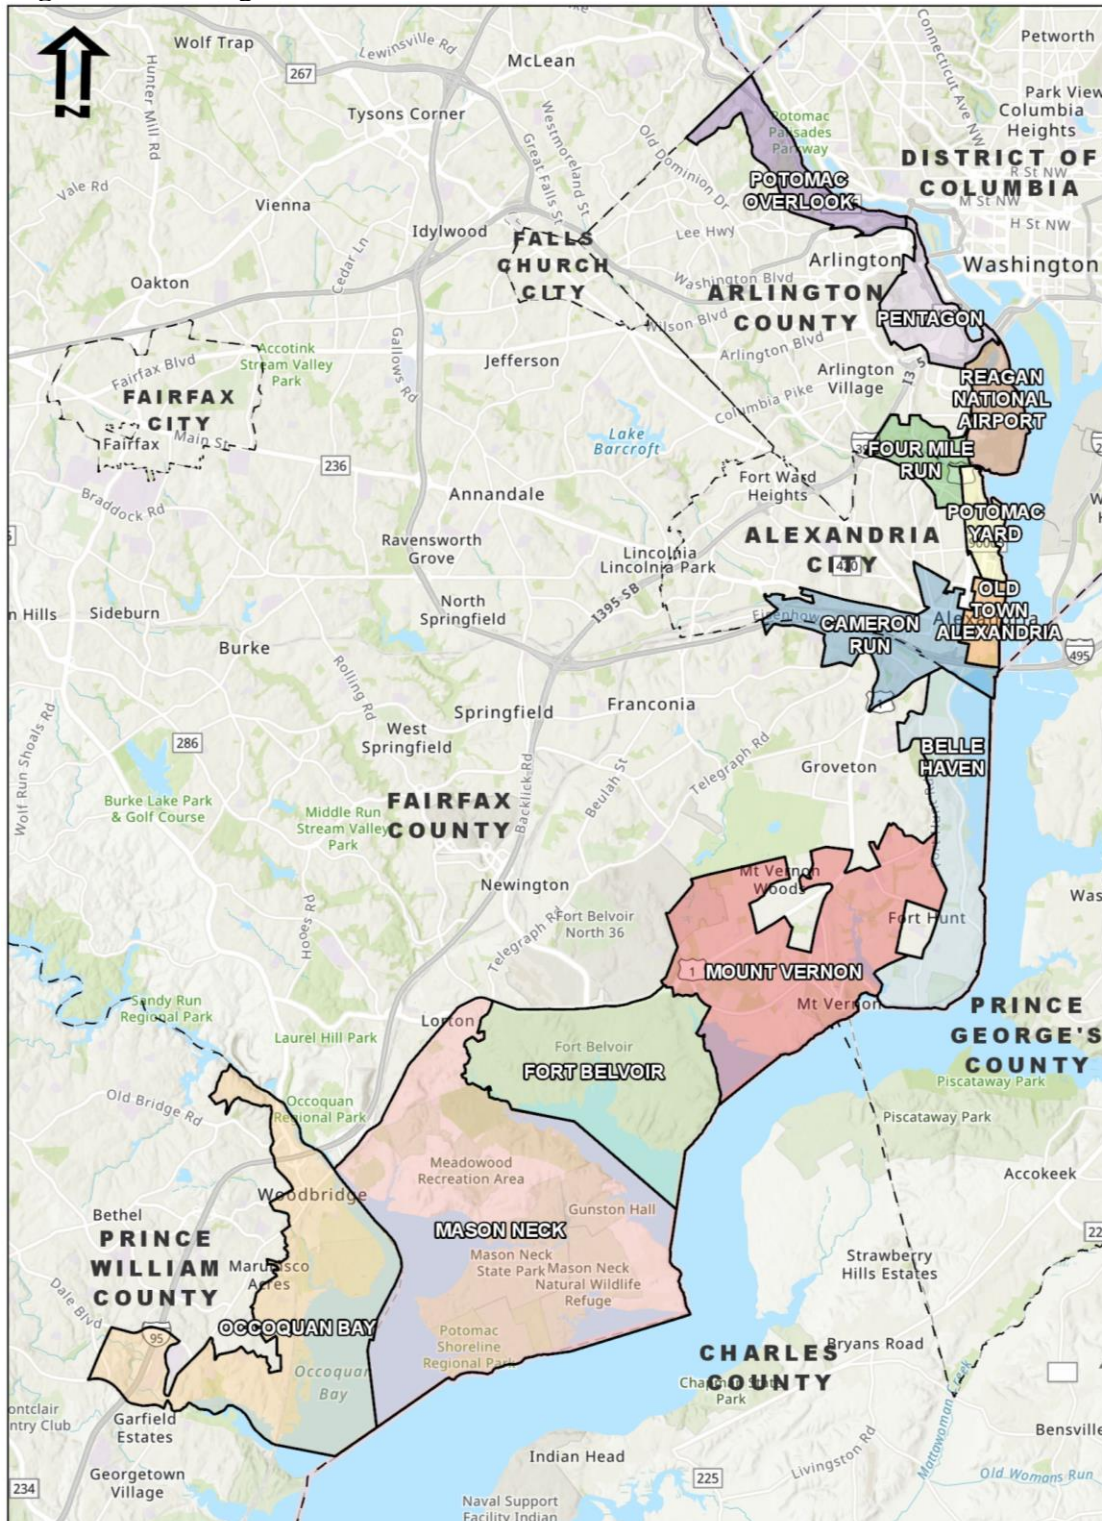 N
Wolf Trap
Lewinsville Rd
McLean
Petworth
267
Hunter Mill Rd
Tysons Corner
Westmoreland St
Great Falls St
Old Dominion Dr
Potomac
Palisades
Parkway
Connecticut Ave NW
Park View
Columbia
Heights
DISTRICT OF
COLUMBIA
R St NW
M St NW
H St NW
Vale Rd
Vienna
Idylwood
Cedar Ln
POTOMAC
OVERLOOK
Lee Hwy
FALLS
CHURCH
CITY
Arlington
Washington
Washington Blvd
Oakton
ARLINGTON
COUNTY
Wilson Blvd
Arlington Blvd
PENTAGON
Accotink
Stream Valley
Park
Gallows Rd
Jefferson
Fairfax Blvd
Arlington
Village
REAGAN
NATIONAL
AIRPORT
FAIRFAX
CITY
Fairfax
Main St
Columbia Pike
Lake
Barcroft
236
FOUR MILE
RUN
Fort Ward
Heights
Braddock Rd
Annandale
POTOMAC
YARD
Ravensworth
Grove
ALEXANDRIA
CITY
420
Lincolnia
Lincolnia Park
I395-SB
n Hills
Sideburn
North
Springfield
OLD
TOWN
ALEXANDRIA
CAMERON
RUN
495
Burke
Rolling Rd
Springfield
Franconia
West
Springfield
286
Wolf Run Shoals Rd
Backlick Rd
Beulah St
Telegraph Rd
Groveton
BELLE
HAVEN
Burke Lake Park
& Golf Course
Middle Run
Stream Valley
Park
FAIRFAX
COUNTY
Newington
Mt Vernon
Woods
Hooes Rd
Fort Belvoir
North 36
Telegraph Rd
Fort Hunt
1
MOUNT VERNON
Mt Vernon
Sandy Run
Regional Park
Lorton
Laurel Hill Park
PRINCE
GEORGE'S
COUNTY
Fort Belvoir
FORT BELVOIR
Piscataway Park
Piscataway Park
Old Bridge Rd
Occoquan
Regional Park
Accokeek
Meadowood
Recreation Area
Woodbridge
Gunston Hall
Bethel
MASON NECK
PRINCE
WILLIAM
COUNTY
Mason Neck
State Park
Mason Neck
Natural Wildlife
Refuge
Strawberry
Hills Estates
Dale Blvd
95
OCCOQUAN BAY
Potomac
Shoreline
Regional Park
Occoquan
Bay
CHARLES
COUNTY
Bryans Road
Park
Garfield
Estates
Mattawoman Creek
Bensville
Georgetown
Village
Indian Head
Livingston Rd
234
225
Old Womans Run
Naval Support
Facility Indian